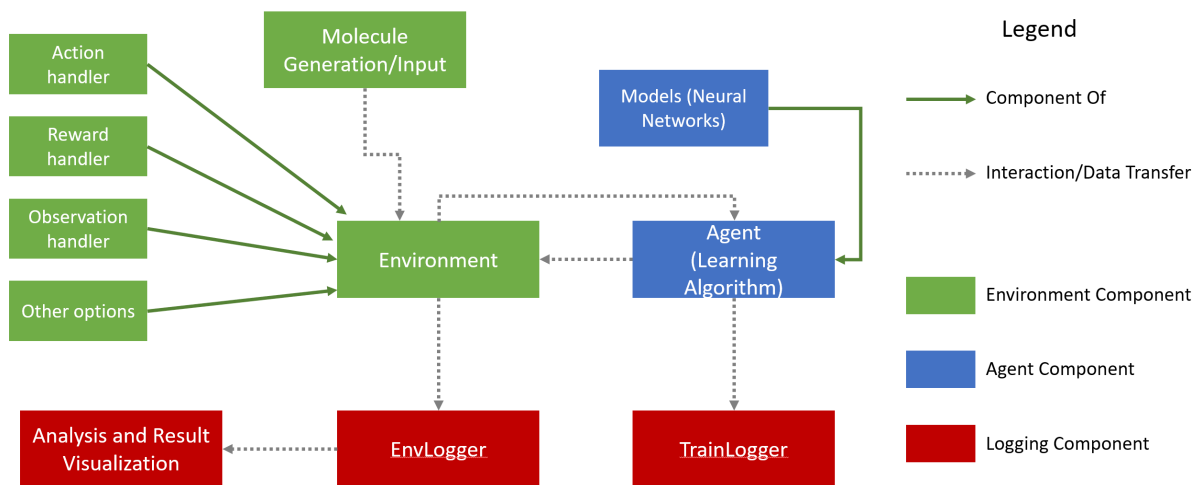 Action
handler
Reward
handler
Observation
handler
Other options
Molecule
Generation/Input
Models (Neural
Networks)
Environment
Agent
(Learning
Algorithm)
Analysis and Result
Visualization
EnvLogger
TrainLogger
Legend
Component Of
Interaction/Data Transfer
Environment Component
Agent Component
Logging Component